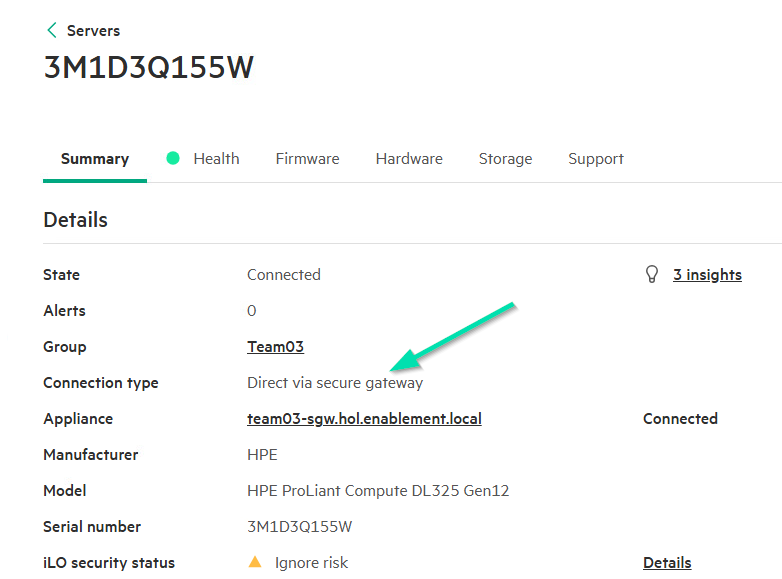 Servers
3M1D3Q155W
Summary Health Firmware Hardware Storage Support
Details
State Connected 3 insights
Alerts 0
Group Team03
Connection type Direct via secure gateway
Appliance team03-sgw.hol.enablement.local Connected
Manufacturer HPE
Model HPE ProLiant Compute DL325 Gen12
Serial number 3M1D3Q155W
iLO security status Ignore risk Details